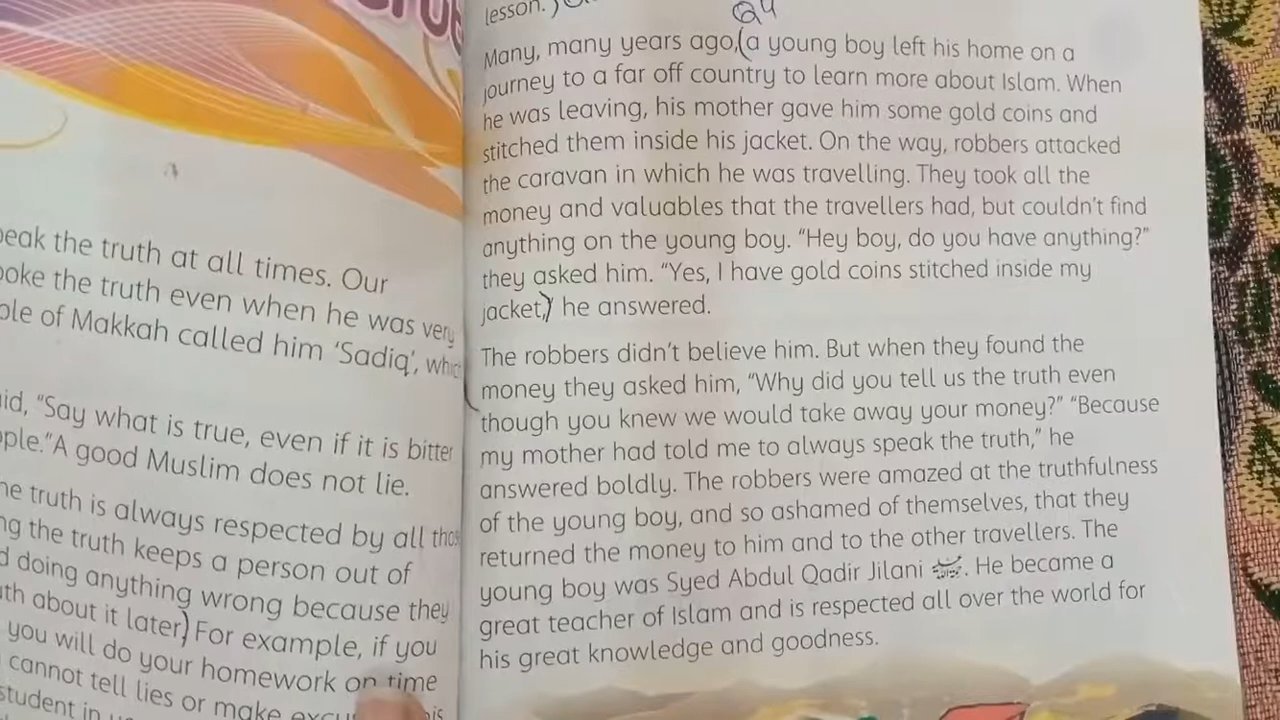 peak the truth at all times. Our
spoke the truth even when he was very
of Makkah called him ‘Sadiq’,
“Say what is true, even if it is bitter
A good Muslim does not lie.
truth is always respected by all
the truth keeps a person out of
doing anything wrong because they
about it later) For example, if you
you will do your homework on time
cannot tell lies or make
student in
lesson.)
Q4
Many, many years ago,(a young boy left his home on a
journey to a far off country to learn more about Islam. When
he was leaving, his mother gave him some gold coins and
stitched them inside his jacket. On the way, robbers attacked
the caravan in which he was travelling. They took all the
money and valuables that the travellers had, but couldn’t find
anything on the young boy. “Hey boy, do you have anything?”
they asked him. “Yes, I have gold coins stitched inside my
jacket,) he answered.
The robbers didn’t believe him. But when they found the
money they asked him, “Why did you tell us the truth even
though you knew we would take away your money?” “Because
my mother had told me to always speak the truth,” he
answered boldly. The robbers were amazed at the truthfulness
of the young boy, and so ashamed of themselves, that they
returned the money to him and to the other travellers. The
young boy was Syed Abdul Qadir Jilani. He became a
great teacher of Islam and is respected all over the world for
his great knowledge and goodness.